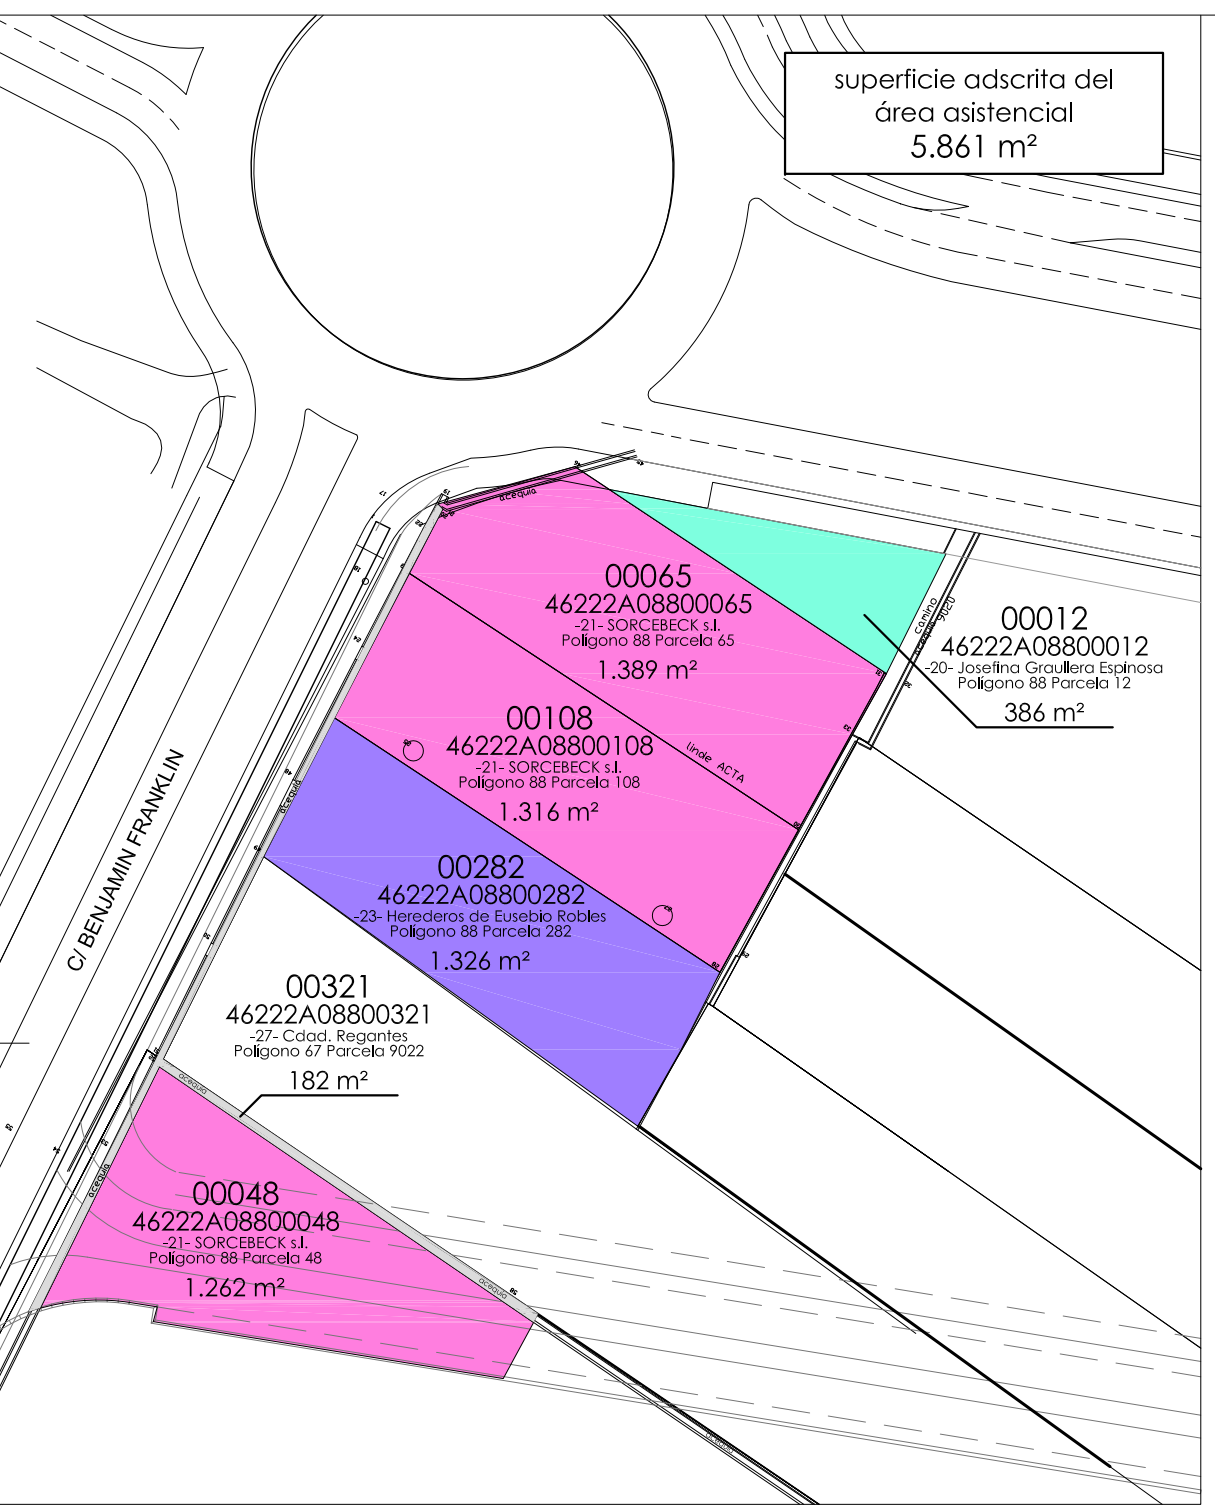 superficie adscrita del
área asistencial
5.861 m²
acequia
00065
46222A08800065
-21- SORCEBECK s.l.
Polígono 88 Parcela 65
1.389 m²
camino
acequia 9020
00012
46222A08800012
-20- Josefina Graullera Espinosa
Polígono 88 Parcela 12
386 m²
00108
46222A08800108
-21- SORCEBECK s.l.
Polígono 88 Parcela 108
1.316 m²
linde ACTA
acequia
C/ BENJAMIN FRANKLIN
00282
46222A08800282
-23- Herederos de Eusebio Robles
Polígono 88 Parcela 282
1.326 m²
00321
46222A08800321
-27- Cdad. Regantes
Polígono 67 Parcela 9022
182 m²
acequia
acequia
00048
46222A08800048
-21- SORCEBECK s.l.
Polígono 88 Parcela 48
1.262 m²
acequia
acequia